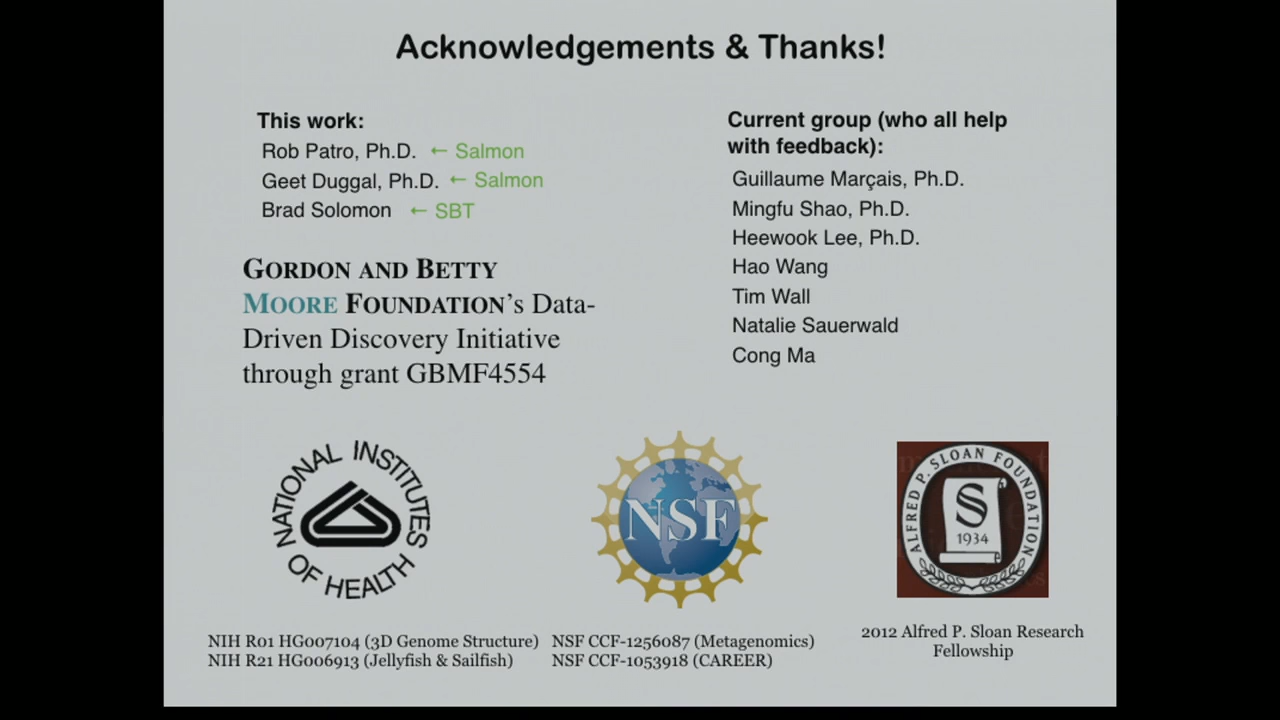 Acknowledgements & Thanks!
This work:
Rob Patro, Ph.D. ← Salmon
Geet Duggal, Ph.D. ← Salmon
Brad Solomon ← SBT
GORDON AND BETTY
MOORE FOUNDATION's Data-
Driven Discovery Initiative
through grant GBMF4554
Current group (who all help
with feedback):
Guillaume Marçais, Ph.D.
Mingfu Shao, Ph.D.
Heewook Lee, Ph.D.
Hao Wang
Tim Wall
Natalie Sauerwald
Cong Ma
NATIONAL INSTITUTES
OF HEALTH
NSF
ALFRED P. SLOAN FOUNDATION
S
1934
NIH R01 HG007104 (3D Genome Structure)
NIH R21 HG006913 (Jellyfish & Sailfish)
NSF CCF-1256087 (Metagenomics)
NSF CCF-1053918 (CAREER)
2012 Alfred P. Sloan Research
Fellowship